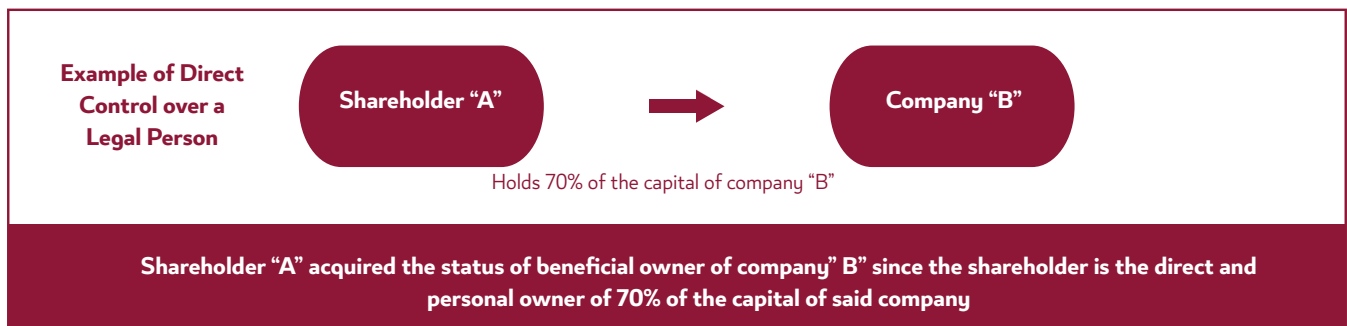 Example of Direct
Control over a
Legal Person
Shareholder “A”
Company “B”
Holds 70% of the capital of company “B”
Shareholder “A” acquired the status of beneficial owner of company” B” since the shareholder is the direct and
personal owner of 70% of the capital of said company